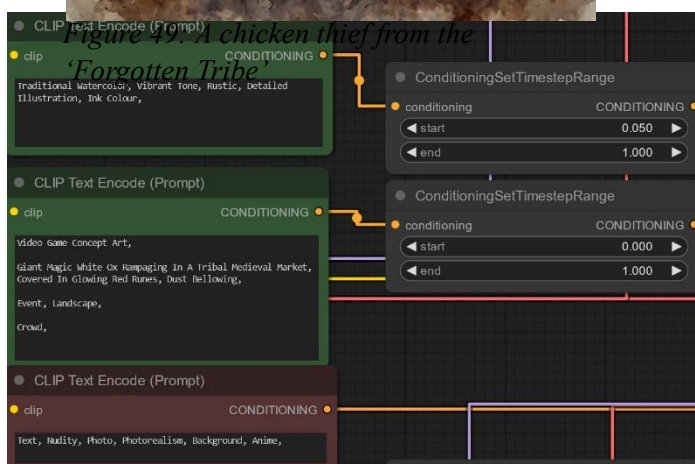 CLIP Text Encode (Prompt)
Figure 49. A chicken thief from the
clip
CONDITIONING
‘Forgotten Tribe’
Traditional Watercolor, Vibrant Tone, Rustic, Detailed
Illustration, Ink Colour,
ConditioningSetTimestepRange
conditioning CONDITIONING
start 0.050
end 1.000
CLIP Text Encode (Prompt)
clip CONDITIONING
Video Game Concept Art,
Giant Magic White Ox Rampaging In A Tribal Medieval Market,
Covered In Glowing Red Runes, Dust Bellowing,
Event, Landscape,
Crowd,
ConditioningSetTimestepRange
conditioning CONDITIONING
start 0.000
end 1.000
CLIP Text Encode (Prompt)
clip CONDITIONING
Text, Nudity, Photo, Photorealism, Background, Anime,